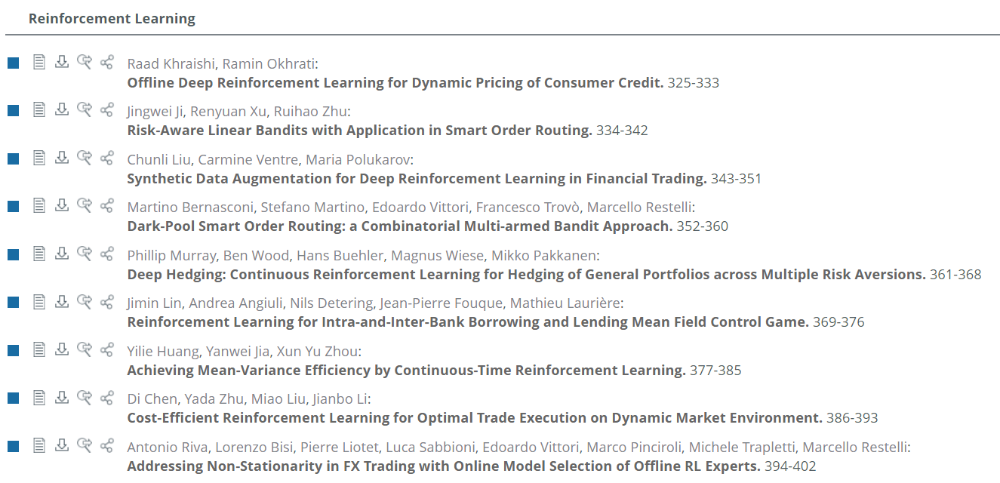 Reinforcement Learning
Raad Khraishi, Ramin Okhrati:
Offline Deep Reinforcement Learning for Dynamic Pricing of Consumer Credit. 325-333
Jingwei Ji, Renyuan Xu, Ruihao Zhu:
Risk-Aware Linear Bandits with Application in Smart Order Routing. 334-342
Chunli Liu, Carmine Ventre, Maria Polukarov:
Synthetic Data Augmentation for Deep Reinforcement Learning in Financial Trading. 343-351
Martino Bernasconi, Stefano Martino, Edoardo Vittori, Francesco Trovò, Marcello Restelli:
Dark-Pool Smart Order Routing: a Combinatorial Multi-armed Bandit Approach. 352-360
Phillip Murray, Ben Wood, Hans Buehler, Magnus Wiese, Mikko Pakkanen:
Deep Hedging: Continuous Reinforcement Learning for Hedging of General Portfolios across Multiple Risk Aversions. 361-368
Jimin Lin, Andrea Angiuli, Nils Detering, Jean-Pierre Fouque, Mathieu Laurière:
Reinforcement Learning for Intra-and-Inter-Bank Borrowing and Lending Mean Field Control Game. 369-376
Yilie Huang, Yanwei Jia, Xun Yu Zhou:
Achieving Mean-Variance Efficiency by Continuous-Time Reinforcement Learning. 377-385
Di Chen, Yada Zhu, Miao Liu, Jianbo Li:
Cost-Efficient Reinforcement Learning for Optimal Trade Execution on Dynamic Market Environment. 386-393
Antonio Riva, Lorenzo Bisi, Pierre Liotet, Luca Sabbioni, Edoardo Vittori, Marco Pinciroli, Michele Trapletti, Marcello Restelli:
Addressing Non-Stationarity in FX Trading with Online Model Selection of Offline RL Experts. 394-402